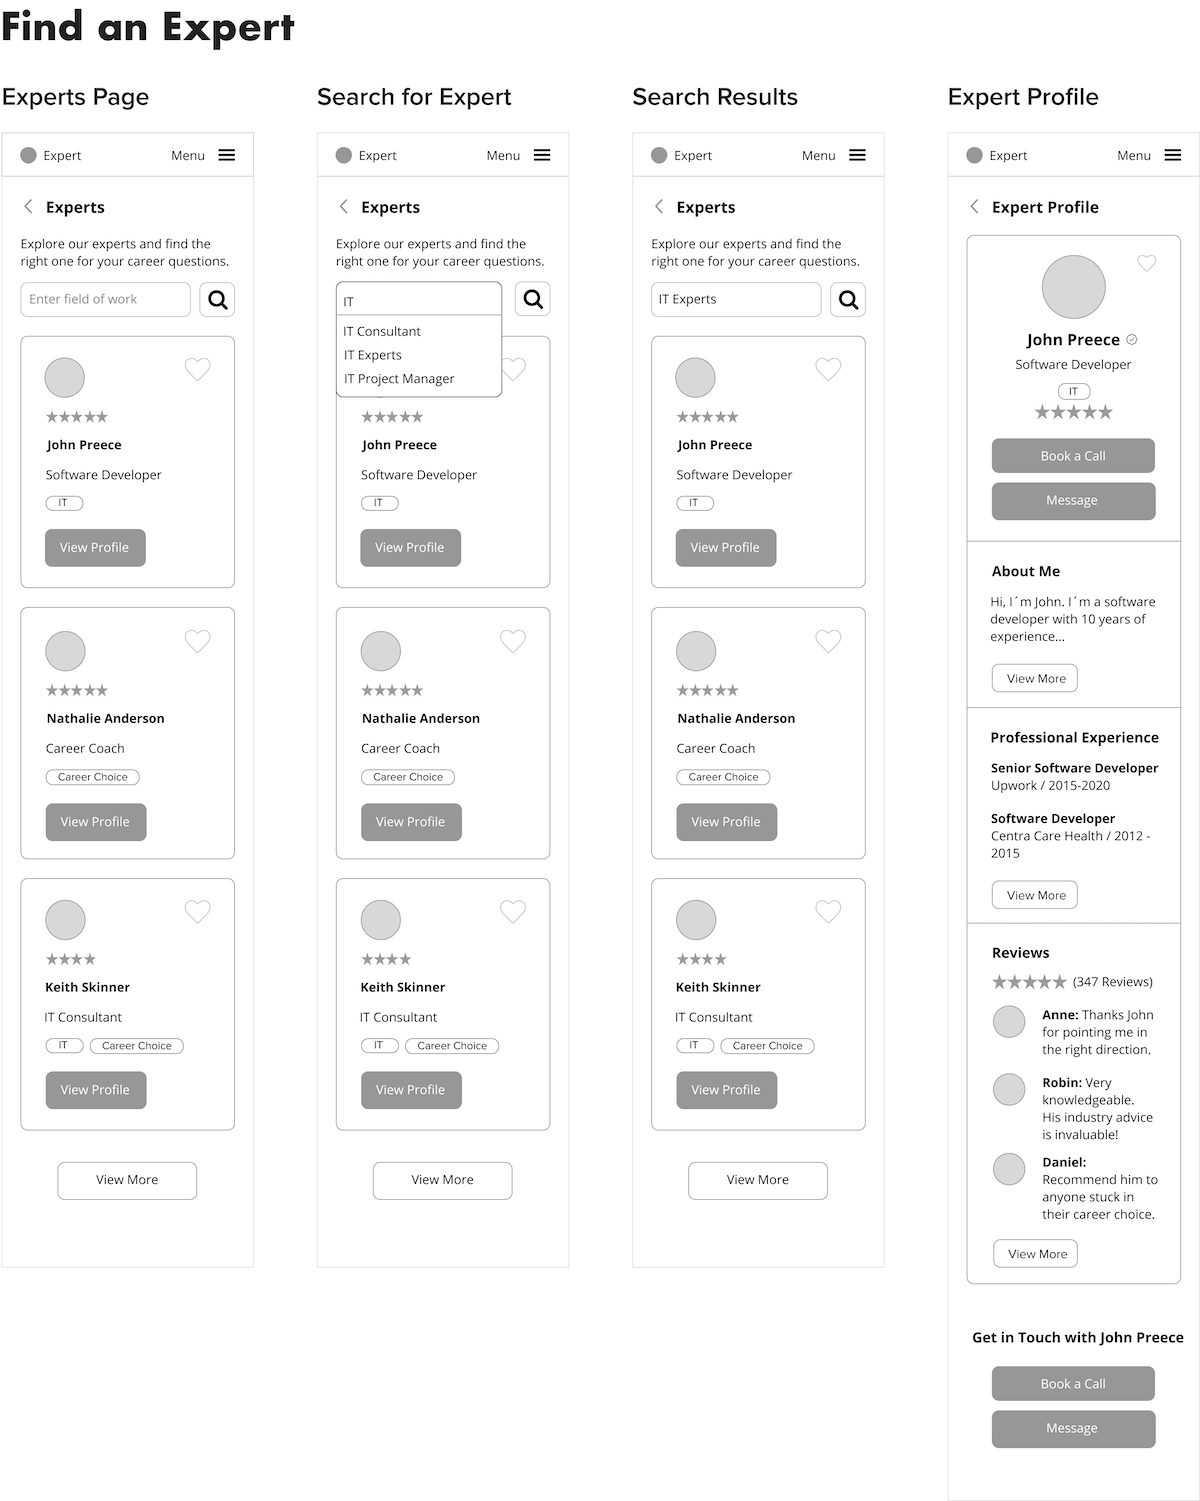 Find an Expert
Experts Page
Expert
Menu
Experts
Explore our experts and find the
right one for your career questions.
Enter field of work
★★★★★
John Preece
Software Developer
IT
View Profile
★★★★★
Nathalie Anderson
Career Coach
Career Choice
View Profile
★★★★
Keith Skinner
IT Consultant
IT
Career Choice
View Profile
View More
Search for Expert
Expert
Menu
Experts
Explore our experts and find the
right one for your career questions.
IT
IT Consultant
IT Experts
IT Project Manager
★★★★★
John Preece
Software Developer
IT
View Profile
★★★★★
Nathalie Anderson
Career Coach
Career Choice
View Profile
★★★★
Keith Skinner
IT Consultant
IT
Career Choice
View Profile
View More
Search Results
Expert
Menu
Experts
Explore our experts and find the
right one for your career questions.
IT Experts
★★★★★
John Preece
Software Developer
IT
View Profile
★★★★★
Nathalie Anderson
Career Coach
Career Choice
View Profile
★★★★
Keith Skinner
IT Consultant
IT
Career Choice
View Profile
View More
Expert Profile
Expert
Menu
Expert Profile
John Preece
Software Developer
IT
★★★★★
Book a Call
Message
About Me
Hi, I´m John. I´m a software
developer with 10 years of
experience...
View More
Professional Experience
Senior Software Developer
Upwork / 2015-2020
Software Developer
Centra Care Health / 2012 -
2015
View More
Reviews
★★★★★ (347 Reviews)
Anne: Thanks John
for pointing me in
the right direction.
Robin: Very
knowledgeable.
His industry advice
is invaluable!
Daniel:
Recommend him to
anyone stuck in
their career choice.
View More
Get in Touch with John Preece
Book a Call
Message